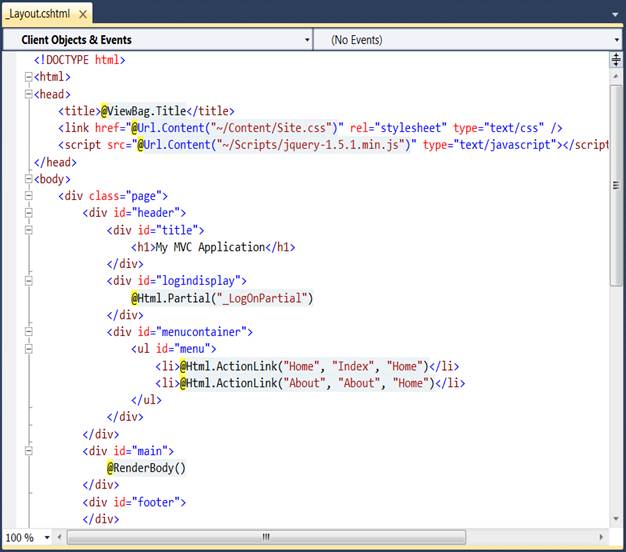 _Layout.cshtml
Client Objects & Events (No Events)
<!DOCTYPE html>
<html>
<head>
    <title>@ViewBag.Title</title>
    <link href="@Url.Content("~/Content/Site.css")" rel="stylesheet" type="text/css" />
    <script src="@Url.Content("~/Scripts/jquery-1.5.1.min.js")" type="text/javascript"></script
</head>
<body>
    <div class="page">
        <div id="header">
            <div id="title">
                <h1>My MVC Application</h1>
            </div>
            <div id="logindisplay">
                @Html.Partial("_LogOnPartial")
            </div>
            <div id="menucontainer">
                <ul id="menu">
                    <li>@Html.ActionLink("Home", "Index", "Home")</li>
                    <li>@Html.ActionLink("About", "About", "Home")</li>
                </ul>
            </div>
        </div>
        <div id="main">
            @RenderBody()
        </div>
        <div id="footer">
        </div>
100 %